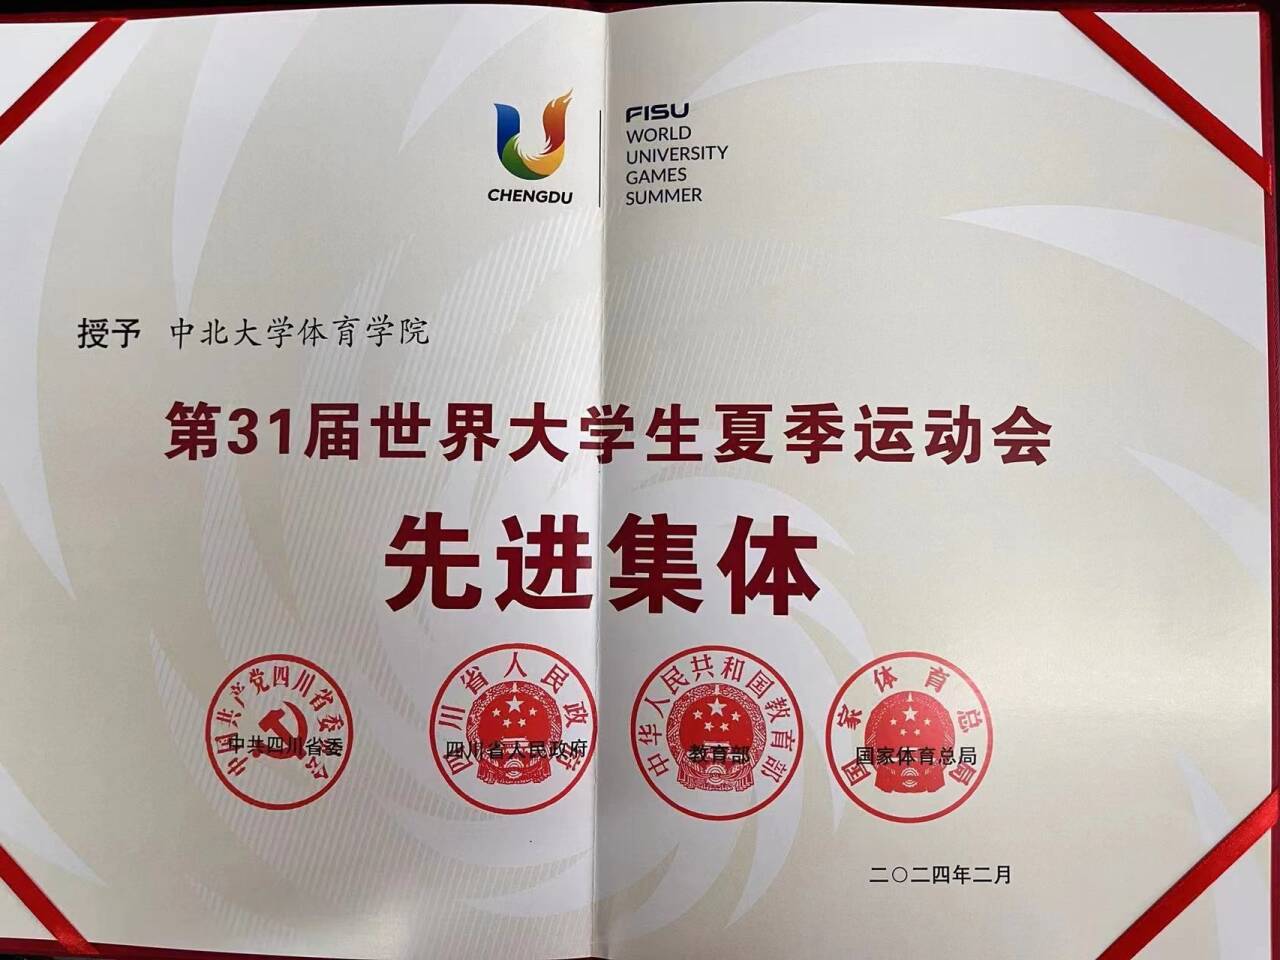 CHENGDU
FISU
WORLD
UNIVERSITY
GAMES
SUMMER
授予 中北大学体育学院
第31届世界大学生夏季运动会
先进集体
中国共产党四川省委员会
中共四川省委
四川省人民政府
四川省人民政府
中华人民共和国教育部
教育部
国家体育总局
国家体育总局
二〇二四年二月